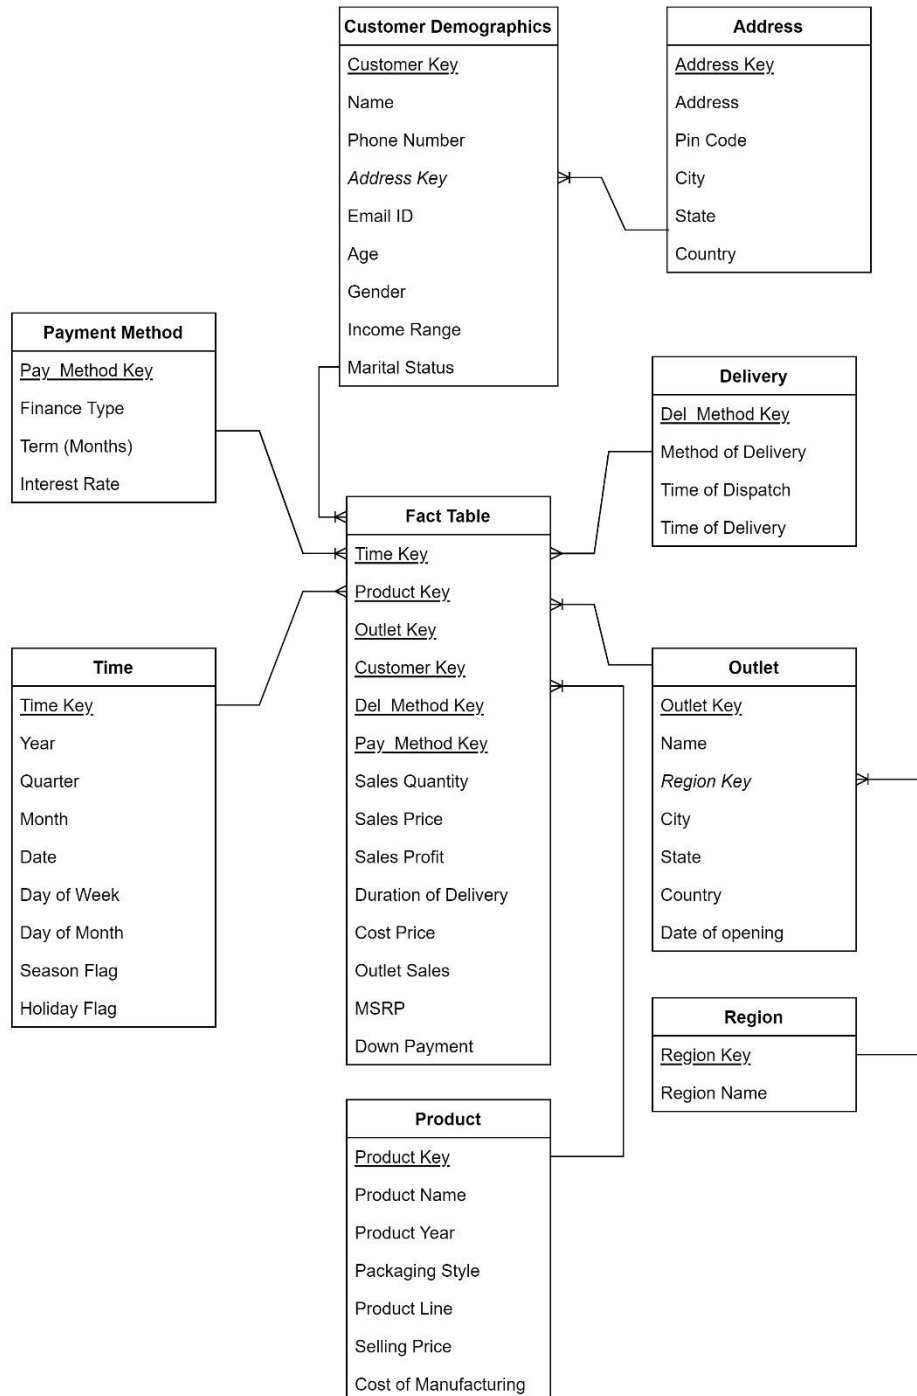 Customer Demographics
Customer Key
Name
Phone Number
Address Key
Email ID
Age
Gender
Income Range
Marital Status
Address
Address Key
Address
Pin Code
City
State
Country
Payment Method
Pay_Method Key
Finance Type
Term (Months)
Interest Rate
Delivery
Del_Method Key
Method of Delivery
Time of Dispatch
Time of Delivery
Fact Table
Time Key
Product Key
Outlet Key
Customer Key
Del_Method Key
Pay_Method Key
Sales Quantity
Sales Price
Sales Profit
Duration of Delivery
Cost Price
Outlet Sales
MSRP
Down Payment
Time
Time Key
Year
Quarter
Month
Date
Day of Week
Day of Month
Season Flag
Holiday Flag
Outlet
Outlet Key
Name
Region Key
City
State
Country
Date of opening
Region
Region Key
Region Name
Product
Product Key
Product Name
Product Year
Packaging Style
Product Line
Selling Price
Cost of Manufacturing